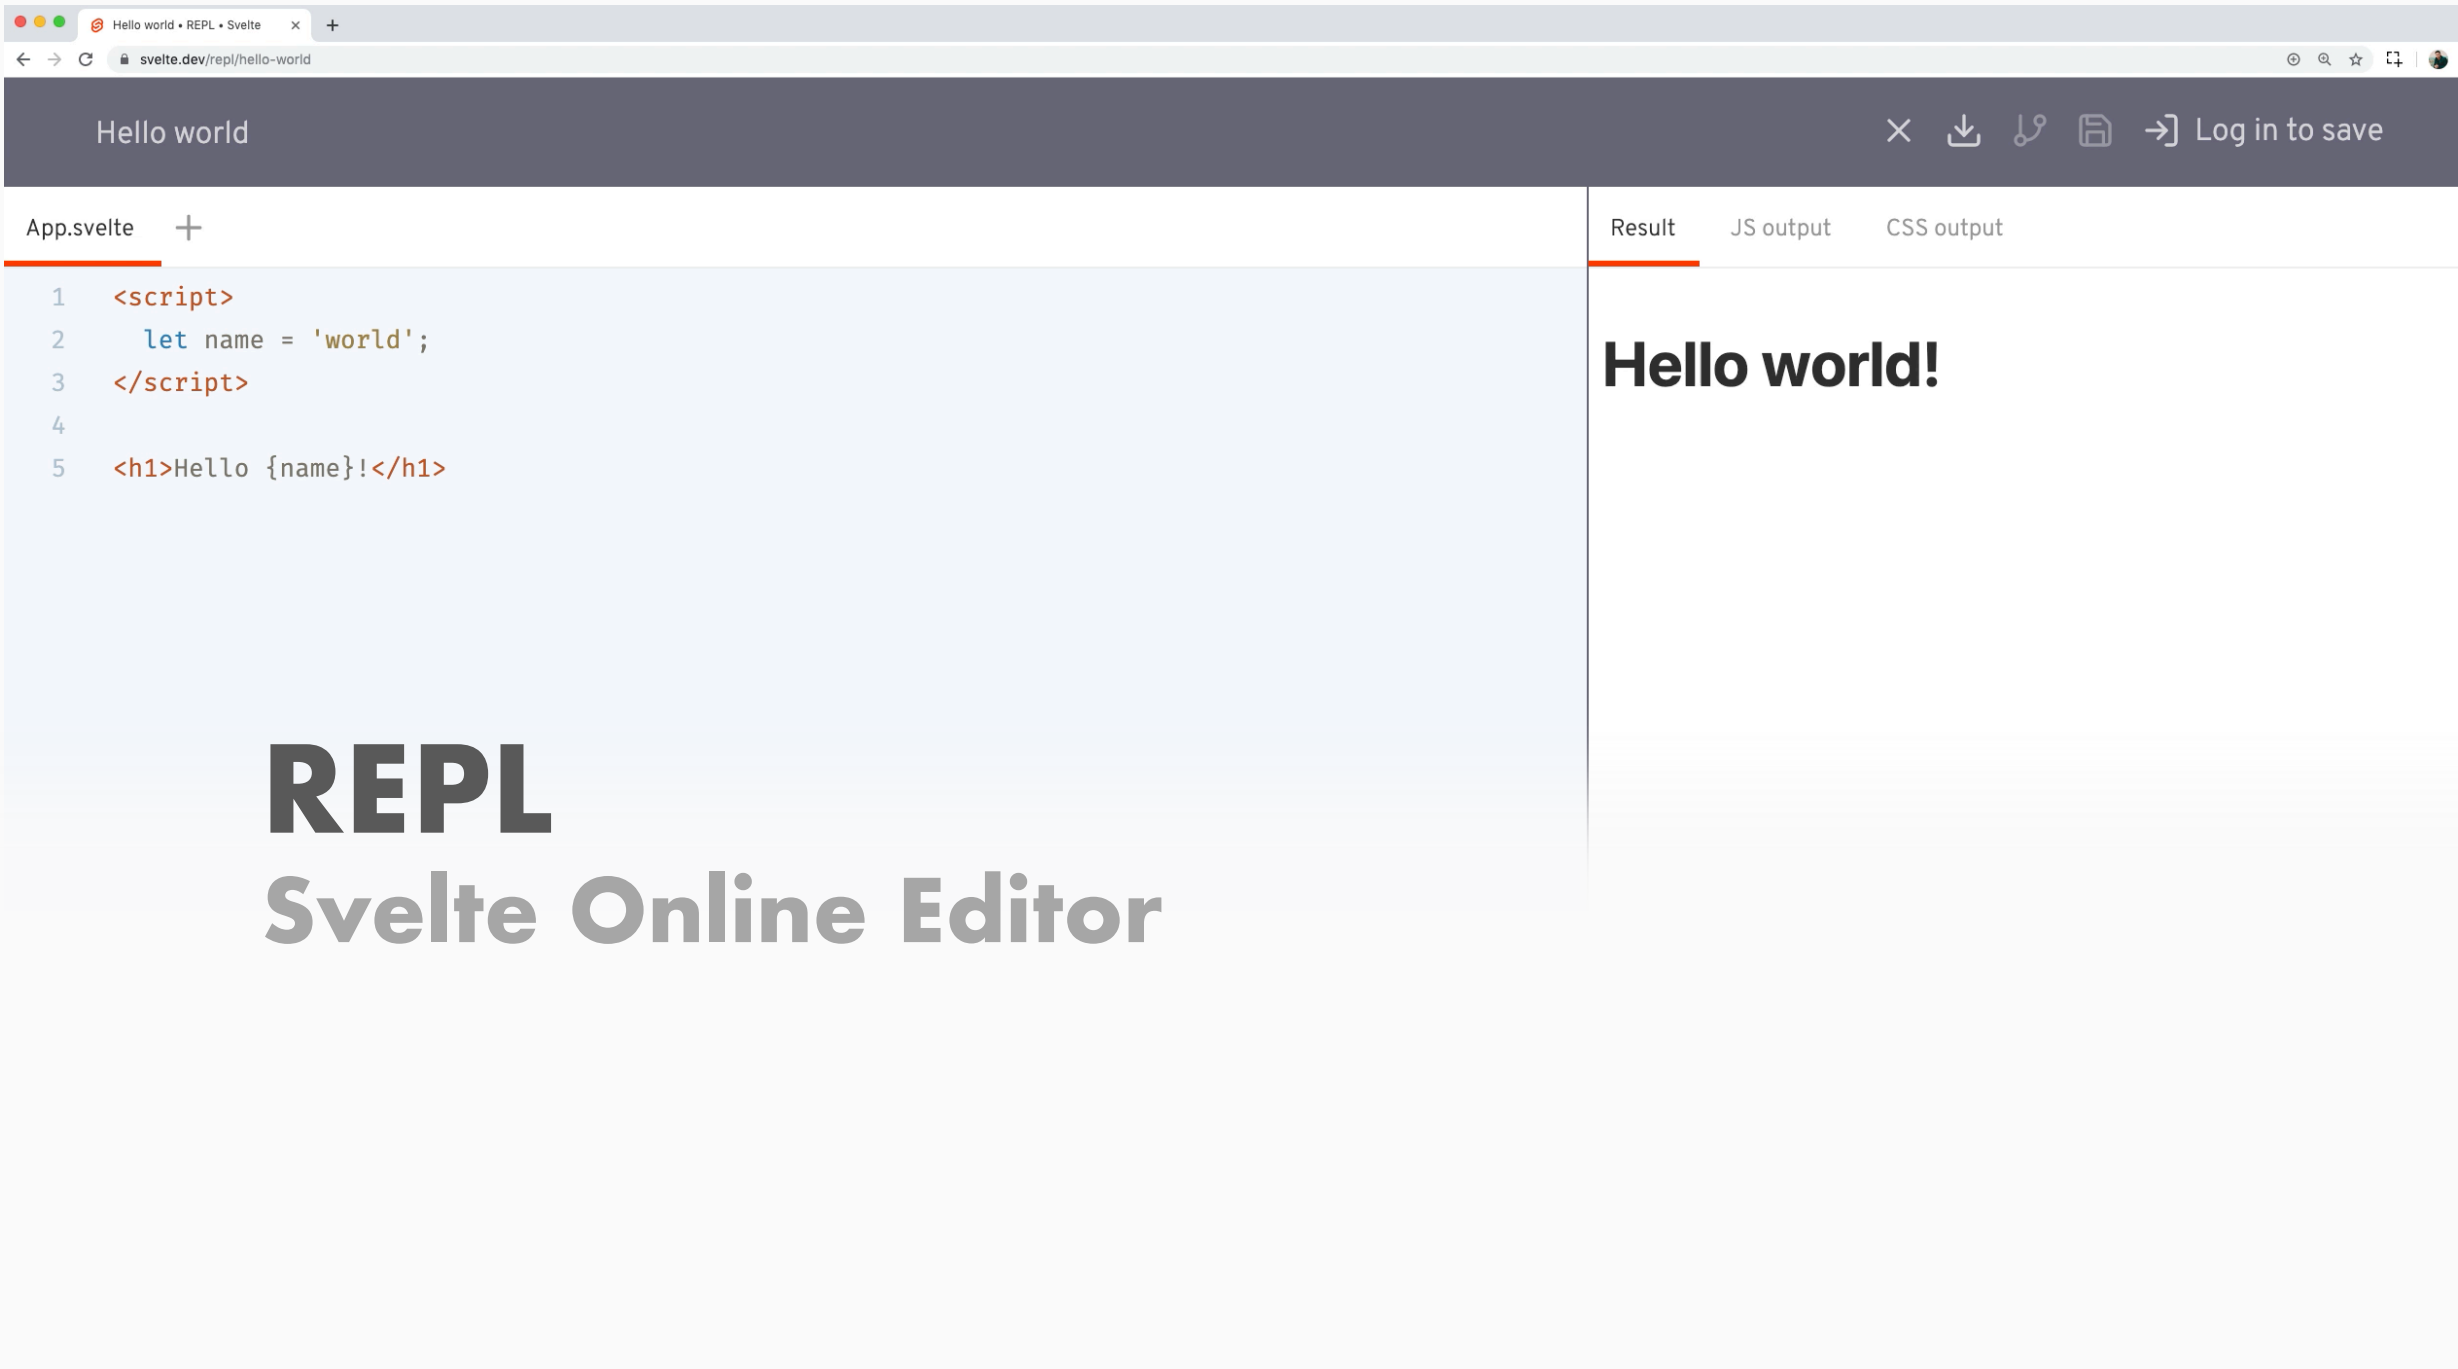 Hello world • REPL • Svelte
svelte.dev/repl/hello-world
Hello world
Log in to save
App.svelte
Result JS output CSS output
1 <script>
2 let name = 'world';
3 </script>
4
5 <h1>Hello {name}!</h1>
Hello world!
REPL
Svelte Online Editor